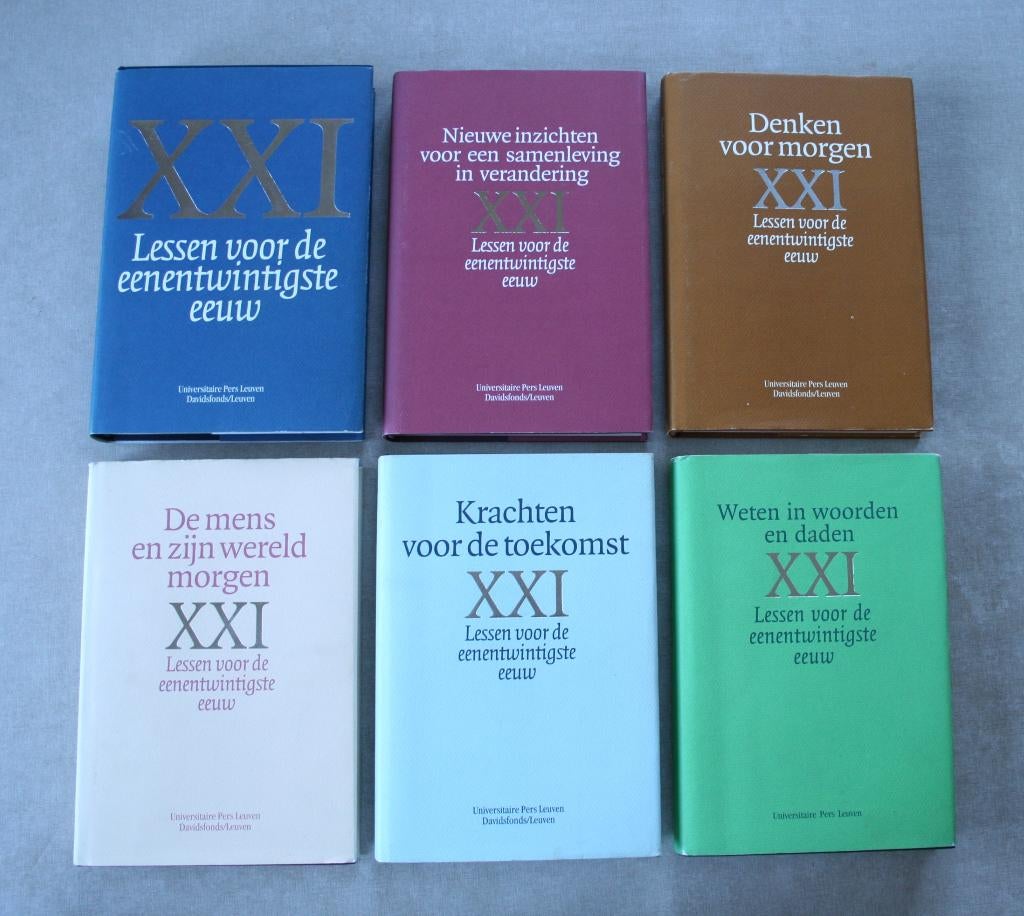 XXI
Lessen voor de
eenentwintigste
eeuw
Universitaire Pers Leuven
Davidsfonds/Leuven
Nieuwe inzichten
voor een samenleving
in verandering
XXI
Lessen voor de
eenentwintigste
eeuw
Universitaire Pers Leuven
Davidsfonds/Leuven
Denken
voor morgen
XXI
Lessen voor de
eenentwintigste
eeuw
Universitaire Pers Leuven
Davidsfonds/Leuven
De mens
en zijn wereld
morgen
XXI
Lessen voor de
eenentwintigste
eeuw
Universitaire Pers Leuven
Davidsfonds/Leuven
Krachten
voor de toekomst
XXI
Lessen voor de
eenentwintigste
eeuw
Universitaire Pers Leuven
Davidsfonds/Leuven
Weten in woorden
en daden
XXI
Lessen voor de
eenentwintigste
eeuw
Universitaire Pers Leuven